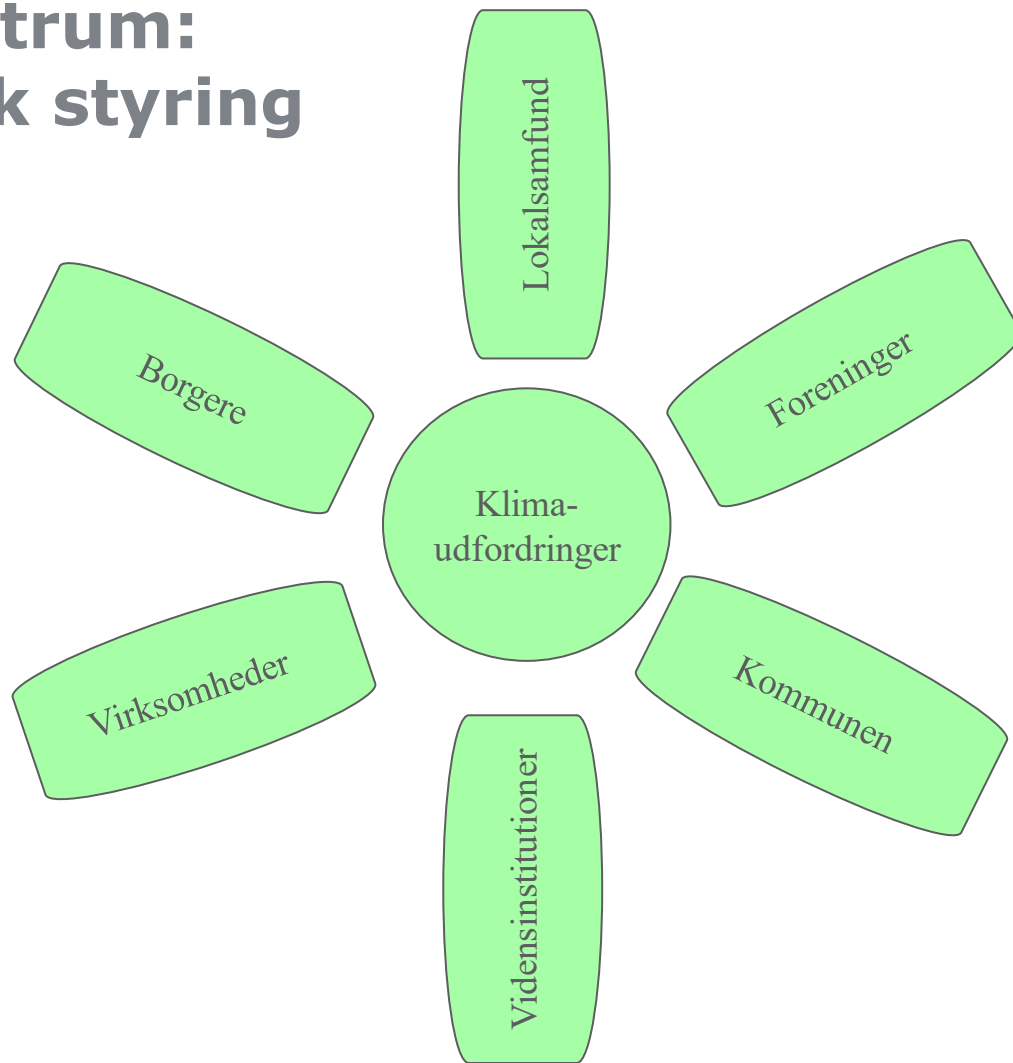 trum:
k styring
Lokalsamfund
Foreninger
Borgere
Klima-
udfordringer
Virksomheder
Kommunen
Vidensinstitutioner